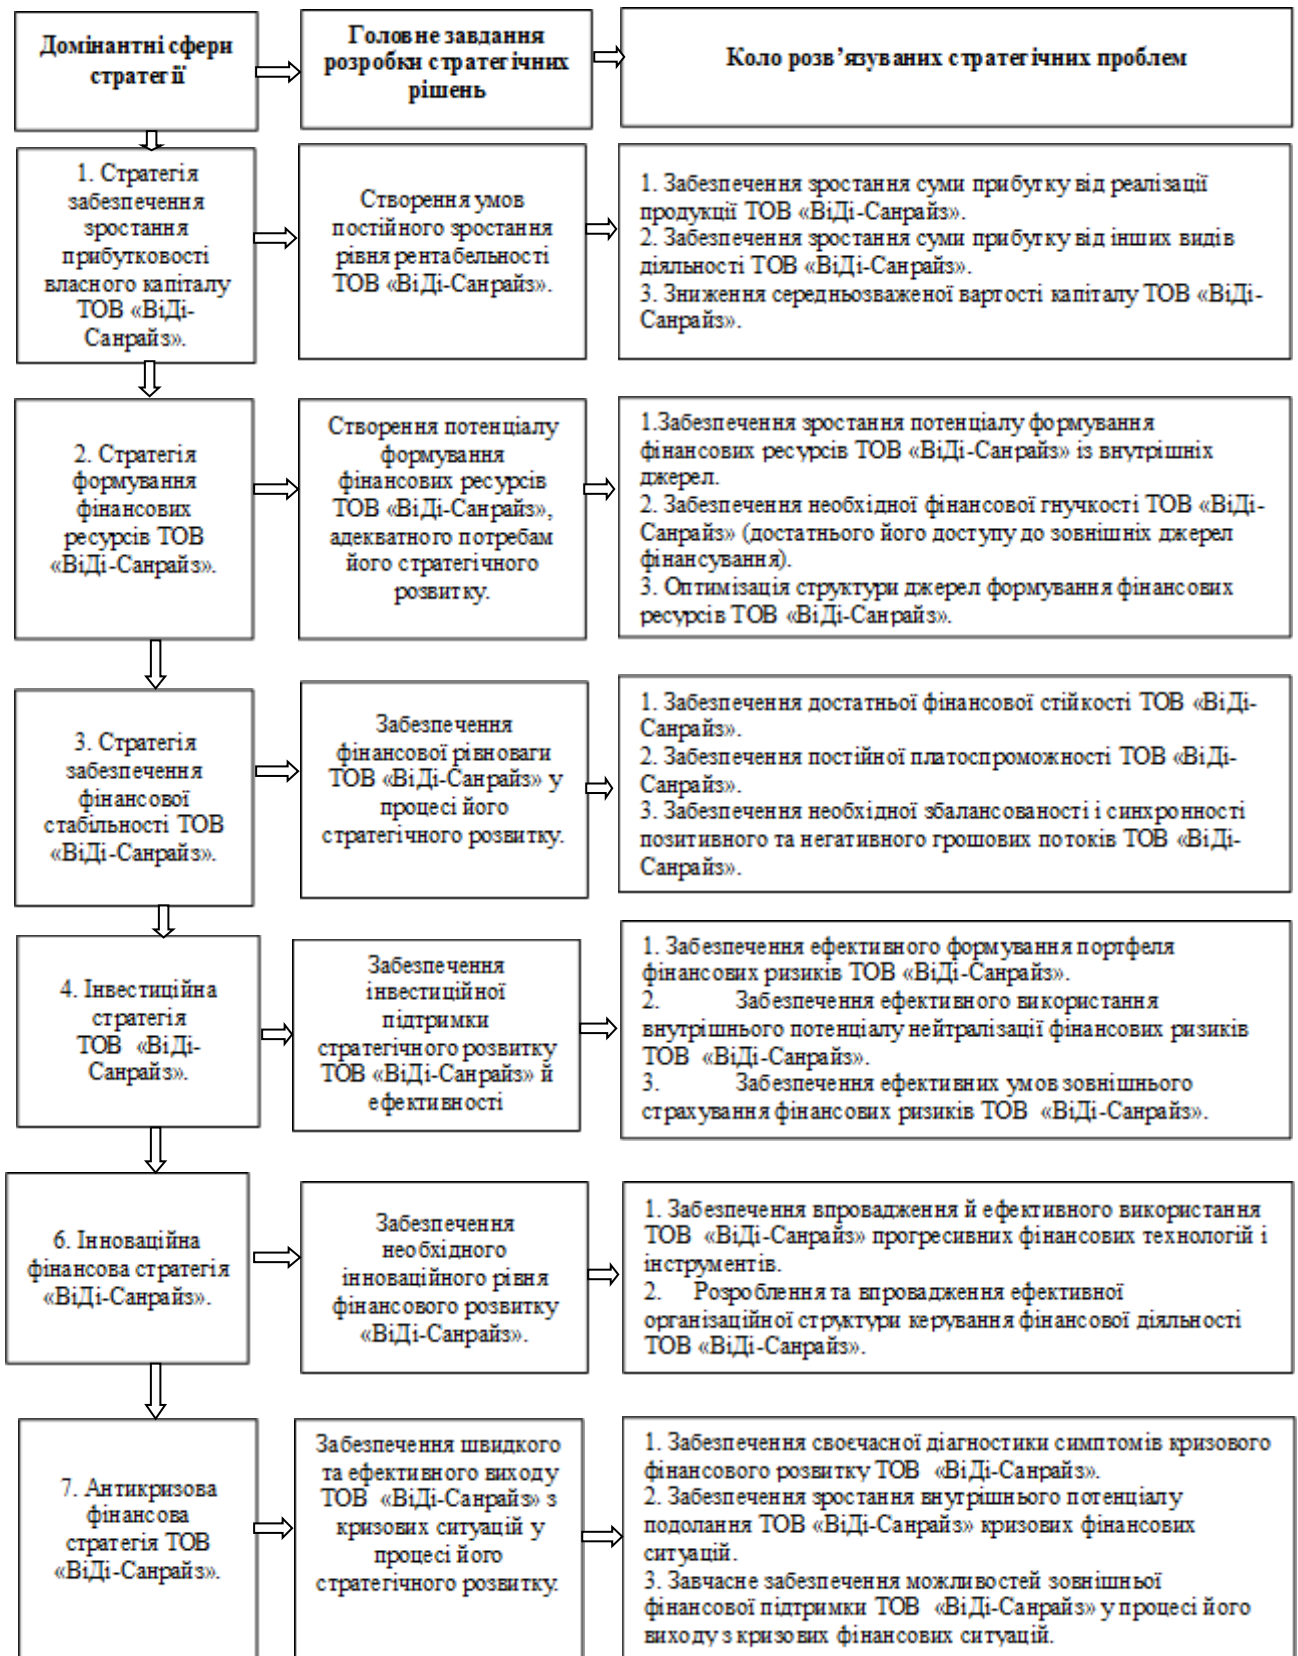 Домінантні сфери
стратегії
Головне завдання
розробки стратегічних
рішень
Коло розв’язуваних стратегічних проблем
1. Стратегія
забезпечення
зростання
прибутковості
власного капіталу
ТОВ «ВіДі-
Санрайз».
Створення умов
постійного зростання
рівня рентабельності
ТОВ «ВіДі-Санрайз».
1. Забезпечення зростання суми прибутку від реалізації
продукції ТОВ «ВіДі-Санрайз».
2. Забезпечення зростання суми прибутку від інших видів
діяльності ТОВ «ВіДі-Санрайз».
3. Зниження середньозваженої вартості капіталу ТОВ «ВіДі-
Санрайз».
2. Стратегія
формування
фінансових
ресурсів ТОВ
«ВіДі-Санрайз».
Створення потенціалу
формування
фінансових ресурсів
ТОВ «ВіДі-Санрайз»,
адекватного потребам
його стратегічного
розвитку.
1.Забезпечення зростання потенціалу формування
фінансових ресурсів ТОВ «ВіДі-Санрайз» із внутрішніх
джерел.
2. Забезпечення необхідної фінансової гнучкості ТОВ «ВіДі-
Санрайз» (достатнього його доступу до зовнішніх джерел
фінансування).
3. Оптимізація структури джерел формування фінансових
ресурсів ТОВ «ВіДі-Санрайз».
3. Стратегія
забезпечення
фінансової
стабільності ТОВ
«ВіДі-Санрайз».
Забезпечення
фінансової рівноваги
ТОВ «ВіДі-Санрайз» у
процесі його
стратегічного розвитку.
1. Забезпечення достатньої фінансової стійкості ТОВ «ВіДі-
Санрайз».
2. Забезпечення постійної платоспроможності ТОВ «ВіДі-
Санрайз».
3. Забезпечення необхідної збалансованості і синхронності
позитивного та негативного грошових потоків ТОВ «ВіДі-
Санрайз».
4. Інвестиційна
стратегія
ТОВ «ВіДі-
Санрайз».
Забезпечення
інвестиційної
підтримки
стратегічного розвитку
ТОВ «ВіДі-Санрайз» й
ефективності
1. Забезпечення ефективного формування портфеля
фінансових ризиків ТОВ «ВіДі-Санрайз».
2. Забезпечення ефективного використання
внутрішнього потенціалу нейтралізації фінансових ризиків
ТОВ «ВіДі-Санрайз».
3. Забезпечення ефективних умов зовнішнього
страхування фінансових ризиків ТОВ «ВіДі-Санрайз».
6. Інноваційна
фінансова стратегія
«ВіДі-Санрайз».
Забезпечення
необхідного
інноваційного рівня
фінансового розвитку
«ВіДі-Санрайз».
1. Забезпечення впровадження й ефективного використання
ТОВ «ВіДі-Санрайз» прогресивних фінансових технологій і
інструментів.
2. Розроблення та впровадження ефективної
організаційної структури керування фінансової діяльності
ТОВ «ВіДі-Санрайз».
7. Антикризова
фінансова
стратегія ТОВ
«ВіДі-Санрайз».
Забезпечення швидкого
та ефективного виходу
ТОВ «ВіДі-Санрайз» з
кризових ситуацій у
процесі його
стратегічного розвитку.
1. Забезпечення своєчасної діагностики симптомів кризового
фінансового розвитку ТОВ «ВіДі-Санрайз».
2. Забезпечення зростання внутрішнього потенціалу
подолання ТОВ «ВіДі-Санрайз» кризових фінансових
ситуацій.
3. Завчасне забезпечення можливостей зовнішньої
фінансової підтримки ТОВ «ВіДі-Санрайз» у процесі його
виходу з кризових фінансових ситуацій.